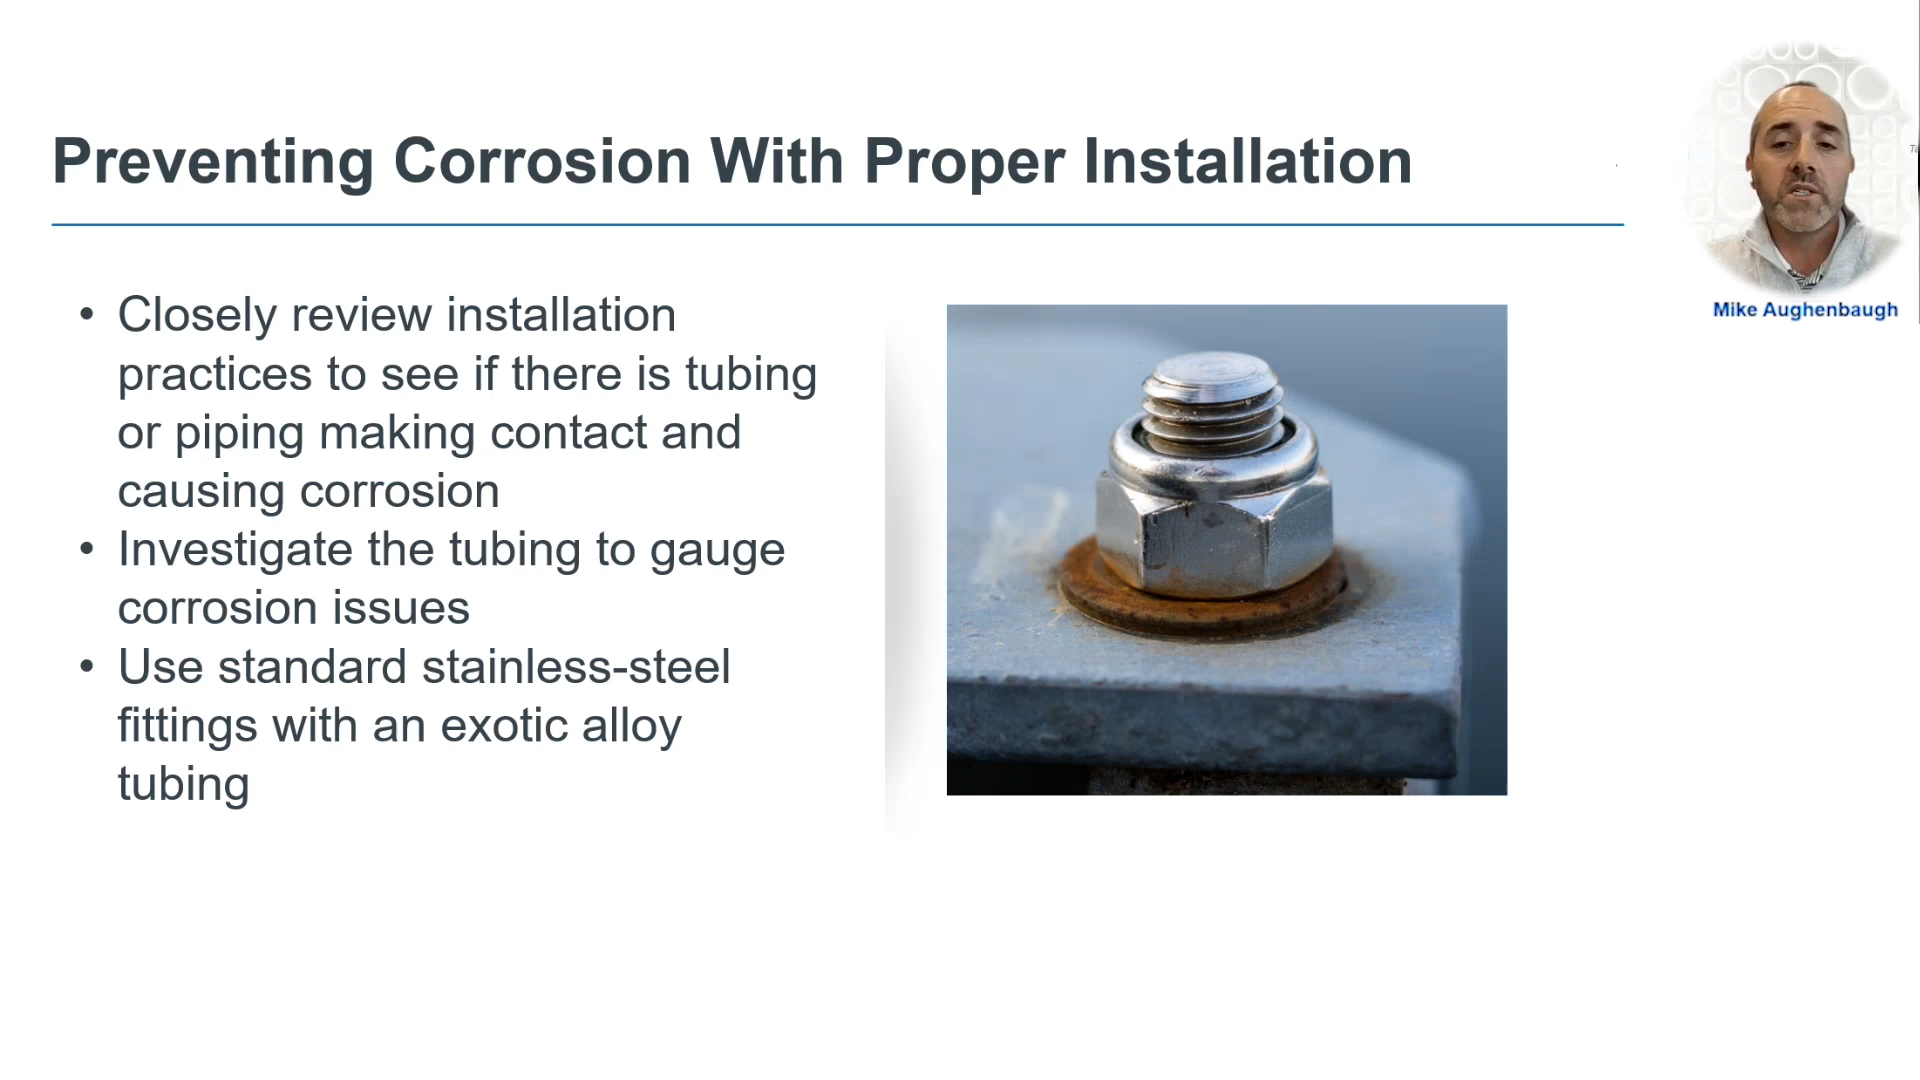 Preventing Corrosion With Proper Installation
• Closely review installation
practices to see if there is tubing
or piping making contact and
causing corrosion
• Investigate the tubing to gauge
corrosion issues
• Use standard stainless-steel
fittings with an exotic alloy
tubing
Mike Aughenbaugh